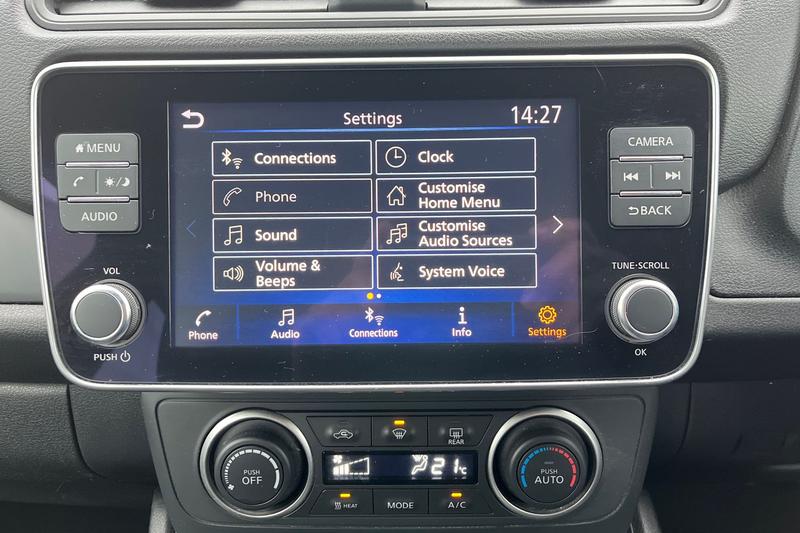 Settings
14:27
MENU
AUDIO
CAMERA
BACK
Connections
Clock
Phone
Customise
Home Menu
Sound
Customise
Audio Sources
Volume &
Beeps
System Voice
VOL
PUSH
TUNE·SCROLL
OK
Phone
Audio
Connections
Info
Settings
REAR
PUSH
OFF
21°C
PUSH
AUTO
HEAT
MODE
A/C